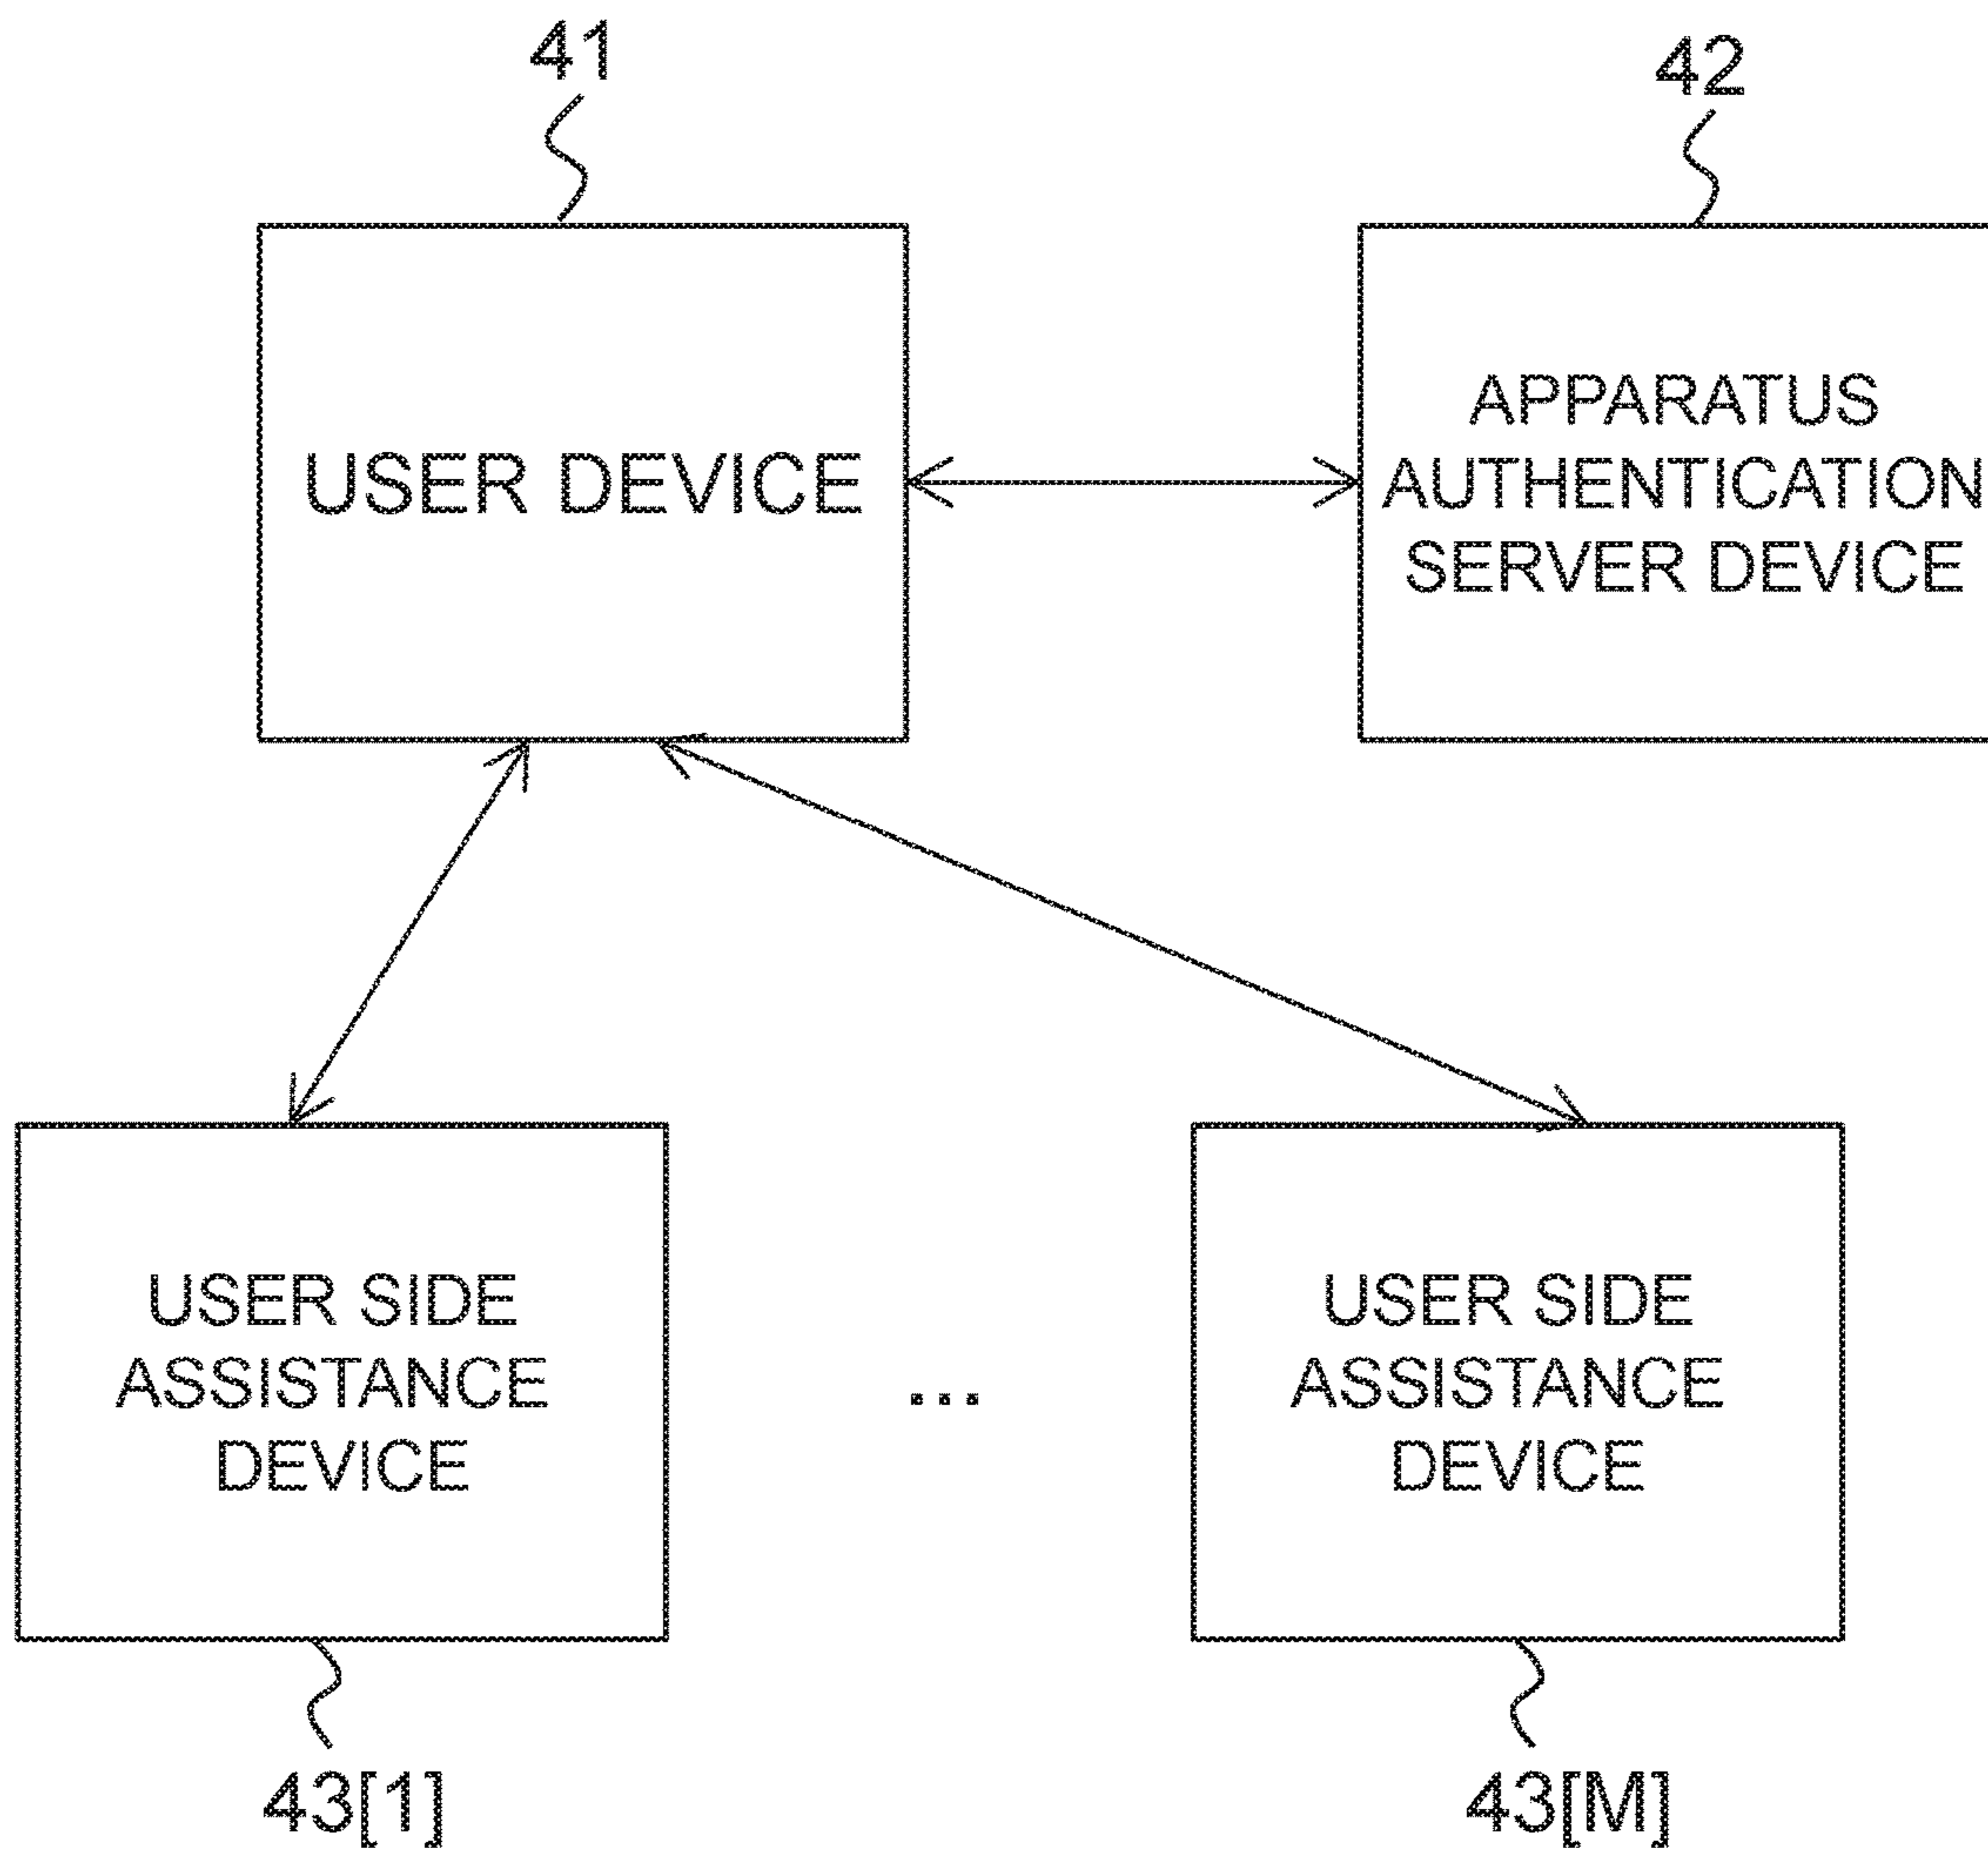 41
42
USER DEVICE
APPARATUS
AUTHENTICATION
SERVER DEVICE
USER SIDE
ASSISTANCE
DEVICE
...
USER SIDE
ASSISTANCE
DEVICE
43[1]
43[M]